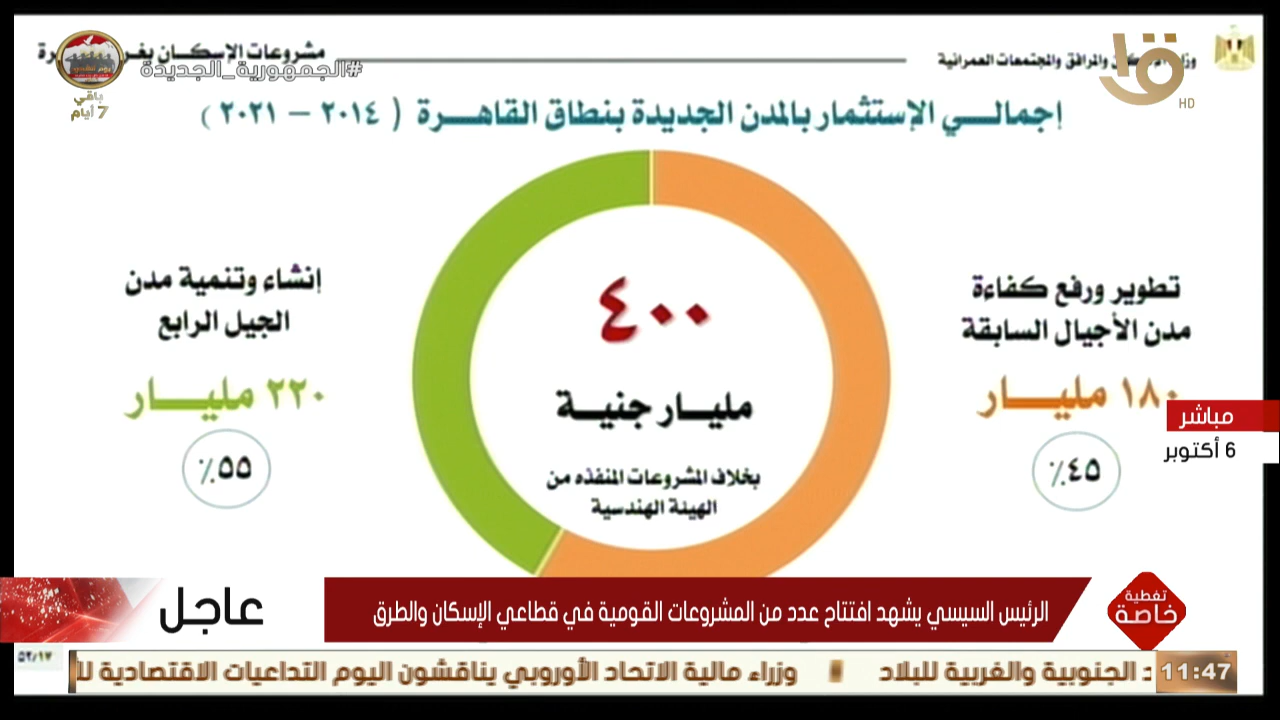 مشروعات الإسكان
#الجمهورية_الجديدة
باقي
7 أيام
والمرافق والمجتمعات العمرانية
HD
إجمالي الإستثمار بالمدن الجديدة بنطاق القاهرة ( ٢٠١٤ – ٢٠٢١ )
تطوير ورفع كفاءة
مدن الأجيال السابقة
١٨٠ مليار
٪٤٥
٤٠٠
مليار جنية
بخلاف المشروعات المنفذه من
الهيئة الهندسية
إنشاء وتنمية مدن
الجيل الرابع
٢٢٠ مليار
٪٥٥
مباشر
6 أكتوبر
تغطية
خاصة
الرئيس السيسي يشهد افتتاح عدد من المشروعات القومية في قطاعي الإسكان والطرق
عاجل
11:47
الجنوبية والغربية للبلاد وزراء مالية الاتحاد الأوروبي يناقشون اليوم التداعيات الاقتصادية